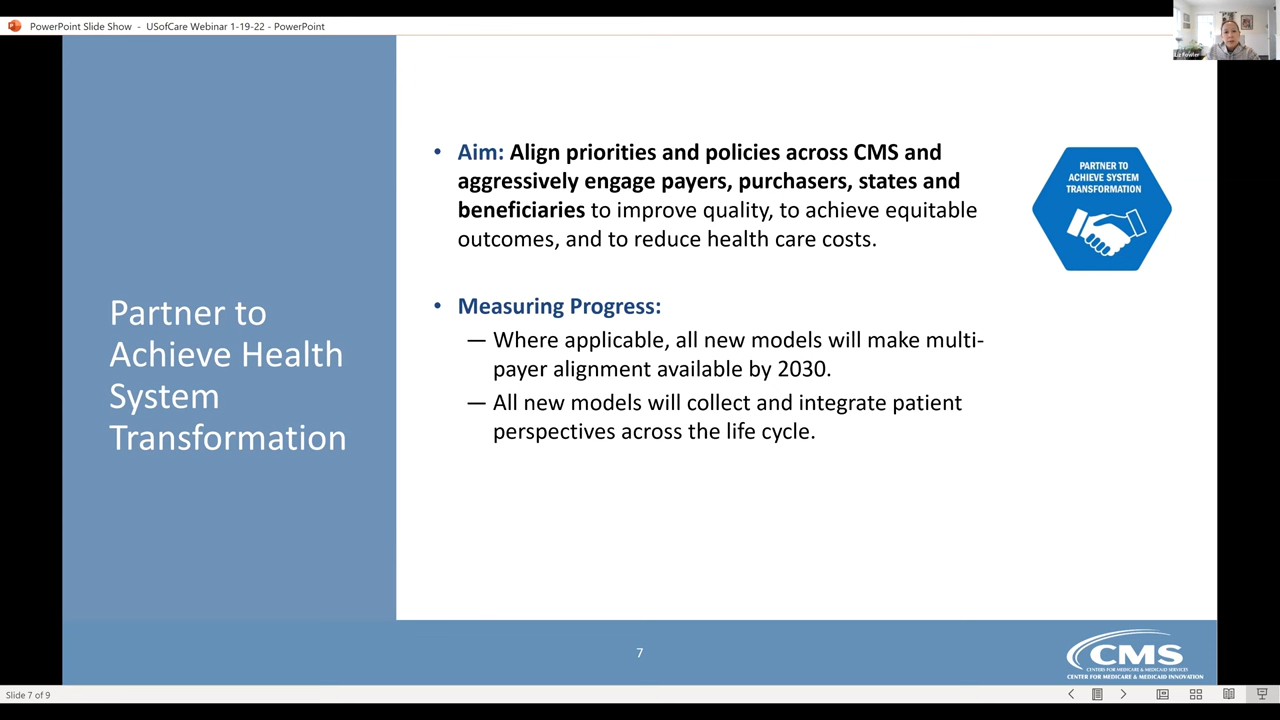 PowerPoint Slide Show - USofCare Webinar 1-19-22 - PowerPoint
Liz Fowler
Partner to
Achieve Health
System
Transformation
• Aim: Align priorities and policies across CMS and
aggressively engage payers, purchasers, states and
beneficiaries to improve quality, to achieve equitable
outcomes, and to reduce health care costs.
• Measuring Progress:
— Where applicable, all new models will make multi-
payer alignment available by 2030.
— All new models will collect and integrate patient
perspectives across the life cycle.
PARTNER TO
ACHIEVE SYSTEM
TRANSFORMATION
7
CMS
CENTERS FOR MEDICARE & MEDICAID SERVICES
CENTER FOR MEDICARE & MEDICAID INNOVATION
Slide 7 of 9